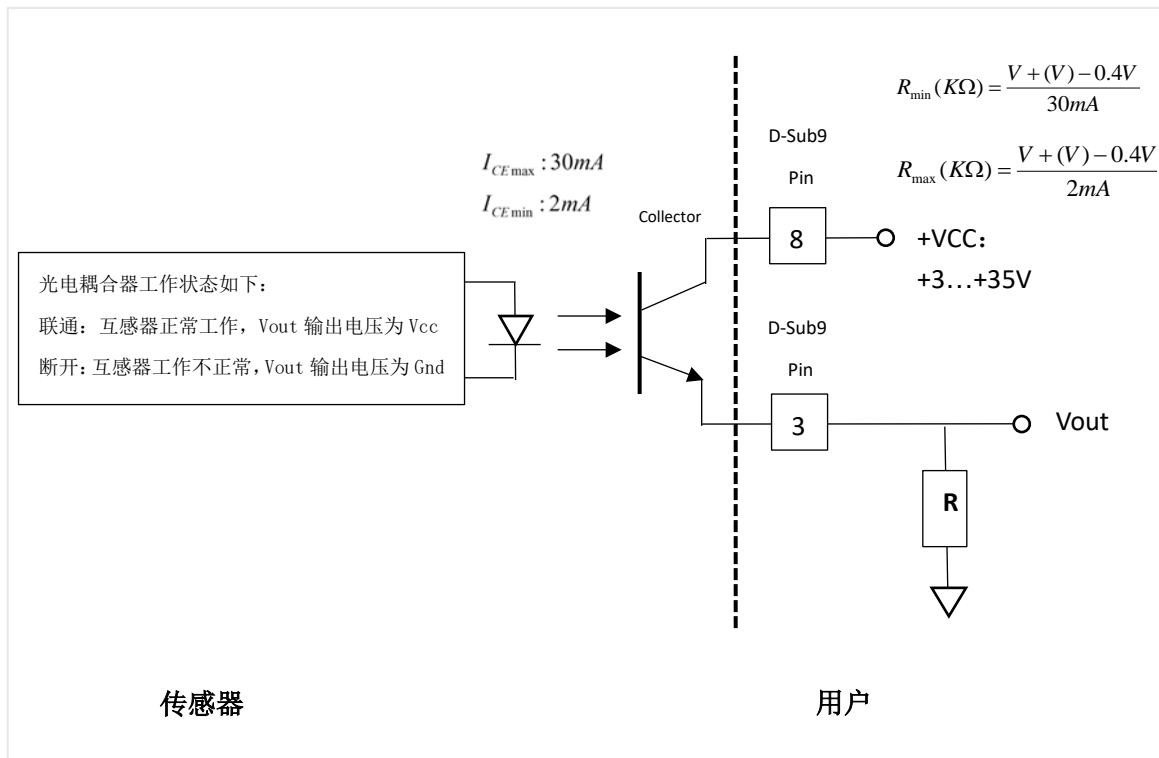 R_min(KΩ) = (V+(V)−0.4V) / 30mA
D-Sub9
Pin
I_CEmax : 30mA
R_max(KΩ) = (V+(V)−0.4V) / 2mA
I_CEmin : 2mA
Collector
8
+VCC：
+3…+35V
光电耦合器工作状态如下：
联通：互感器正常工作，Vout 输出电压为 Vcc
断开：互感器工作不正常，Vout 输出电压为 Gnd
D-Sub9
Pin
3
Vout
R
传感器
用户